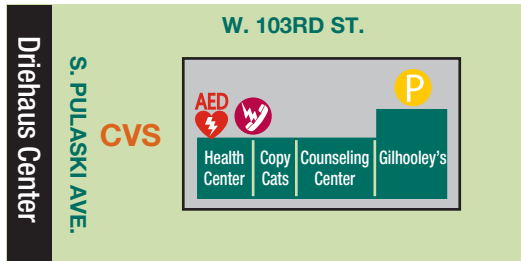 Driehaus Center
W. 103RD ST.
S. PULASKI AVE.
CVS
AED
P
Health
Center
Copy
Cats
Counseling
Center
Gilhooley's